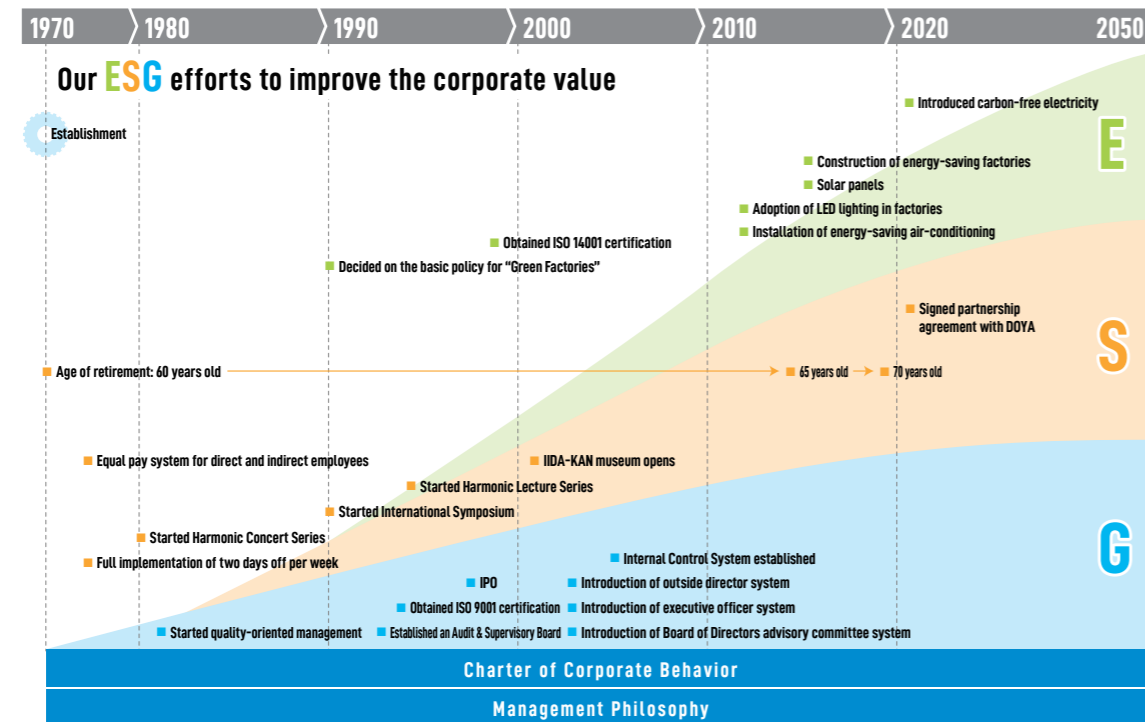 1970 1980 1990 2000 2010 2020 2050
Our ESG efforts to improve the corporate value
Establishment
Introduced carbon-free electricity
E
Construction of energy-saving factories
Solar panels
Adoption of LED lighting in factories
Installation of energy-saving air-conditioning
Obtained ISO 14001 certification
Decided on the basic policy for “Green Factories”
Signed partnership
agreement with DOYA
S
Age of retirement: 60 years old 65 years old 70 years old
Equal pay system for direct and indirect employees
IIDA-KAN museum opens
Started Harmonic Lecture Series
Started International Symposium
Started Harmonic Concert Series
Full implementation of two days off per week
G
Internal Control System established
IPO
Introduction of outside director system
Obtained ISO 9001 certification
Introduction of executive officer system
Started quality-oriented management
Established an Audit & Supervisory Board
Introduction of Board of Directors advisory committee system
Charter of Corporate Behavior
Management Philosophy